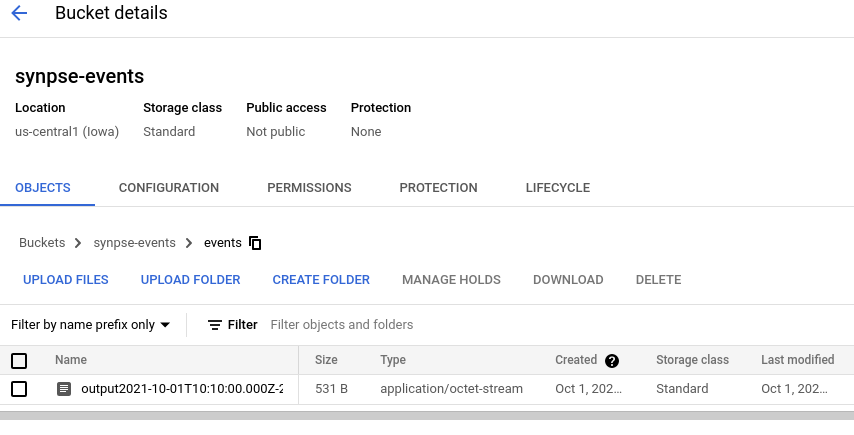 Bucket details
synpse-events
Location Storage class Public access Protection
us-central1 (Iowa) Standard Not public None
OBJECTS CONFIGURATION PERMISSIONS PROTECTION LIFECYCLE
Buckets synpse-events events
UPLOAD FILES UPLOAD FOLDER CREATE FOLDER MANAGE HOLDS DOWNLOAD DELETE
Filter by name prefix only Filter Filter objects and folders
Name Size Type Created ? Storage class Last modified
output2021-10-01T10:10:00.000Z-2 531 B application/octet-stream Oct 1, 202... Standard Oct 1, 202...